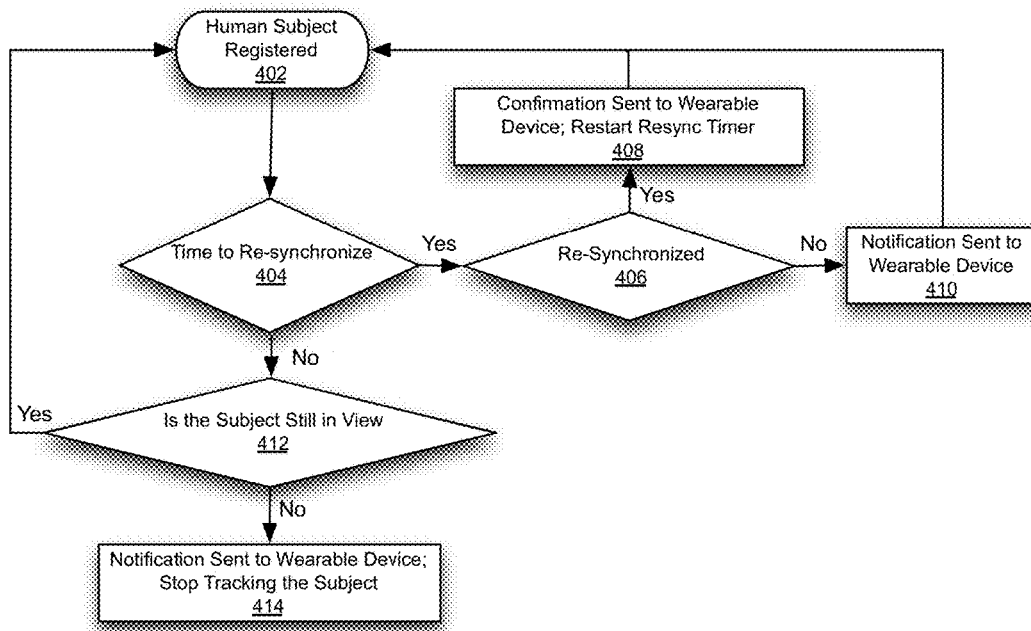 Human Subject
Registered
402
Confirmation Sent to Wearable
Device; Restart Resync Timer
408
Yes
Time to Re-synchronize
404
Yes
Re-Synchronized
406
No
Notification Sent to
Wearable Device
410
No
Yes
Is the Subject Still in View
412
No
Notification Sent to Wearable Device;
Stop Tracking the Subject
414